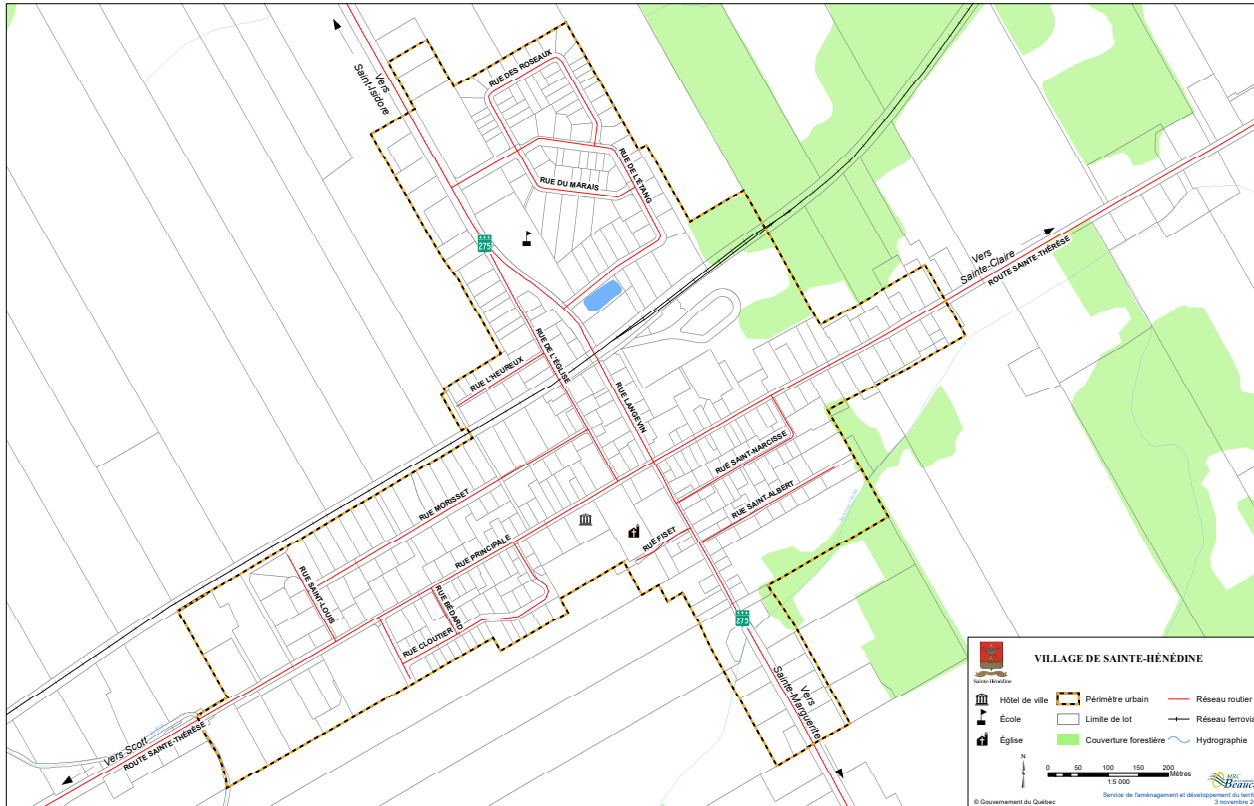 Vers
Saint-Isidore
RUE DES ROSEAUX
RUE DE L'ÉTANG
RUE DU MARAIS
275
Vers
Sainte-Claire
ROUTE SAINTE-THÉRÈSE
RUE L'HEUREUX
RUE DE L'ÉGLISE
RUE LANGEVIN
RUE SAINT-NARCISSE
RUE SAINT-ALBERT
RUE MORISSET
RUE PRINCIPALE
RUE FISET
RUE SAINT-LOUIS
RUE BÉDARD
RUE CLOUTIER
275
Vers
Sainte-Marguerite
Vers Scott
ROUTE SAINTE-THÉRÈSE
VILLAGE DE SAINTE-HÉNÉDINE
Sainte-Hénédine
Hôtel de ville
Périmètre urbain
Réseau routier
École
Limite de lot
Réseau ferrovia
Église
Couverture forestière
Hydrographie
N
0 50 100 150 200
Mètres
1:5 000
MRC
Beauc
© Gouvernement du Québec
Service de l'aménagement et développement du territ
3 novembre 2